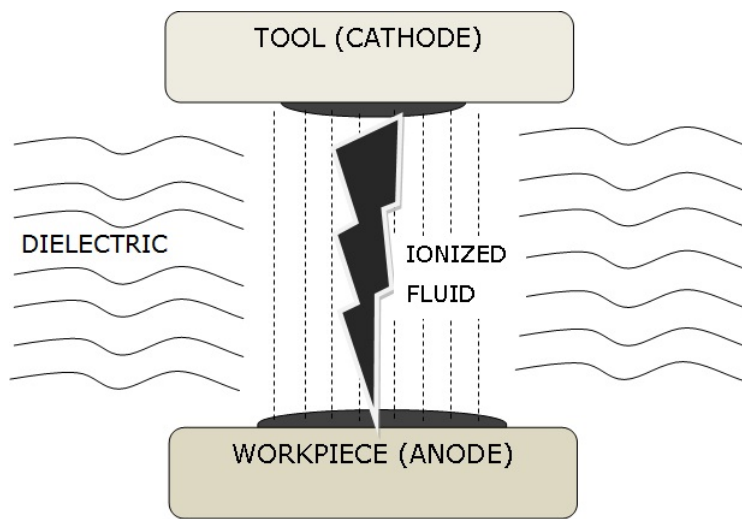 TOOL (CATHODE)
DIELECTRIC
IONIZED
FLUID
WORKPIECE (ANODE)